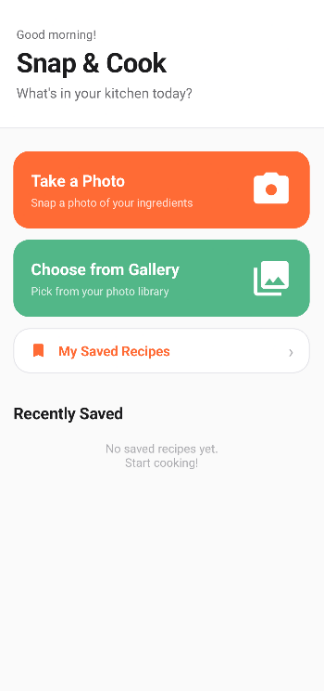 Good morning!
Snap & Cook
What's in your kitchen today?
Take a Photo
Snap a photo of your ingredients
Choose from Gallery
Pick from your photo library
My Saved Recipes
Recently Saved
No saved recipes yet.
Start cooking!